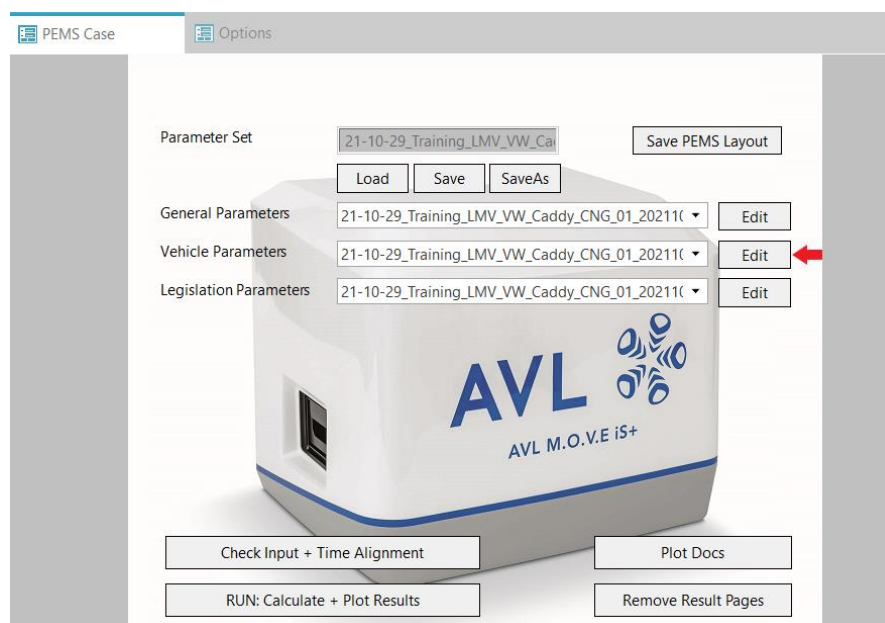 PEMS Case
Options
Parameter Set
21-10-29_Training_LMV_VW_Ca
Save PEMS Layout
Load
Save
SaveAs
General Parameters
21-10-29_Training_LMV_VW_Caddy_CNG_01_20211
Edit
Vehicle Parameters
21-10-29_Training_LMV_VW_Caddy_CNG_01_20211
Edit
Legislation Parameters
21-10-29_Training_LMV_VW_Caddy_CNG_01_20211
Edit
AVL
AVL M.O.V.E iS+
Check Input + Time Alignment
Plot Docs
RUN: Calculate + Plot Results
Remove Result Pages